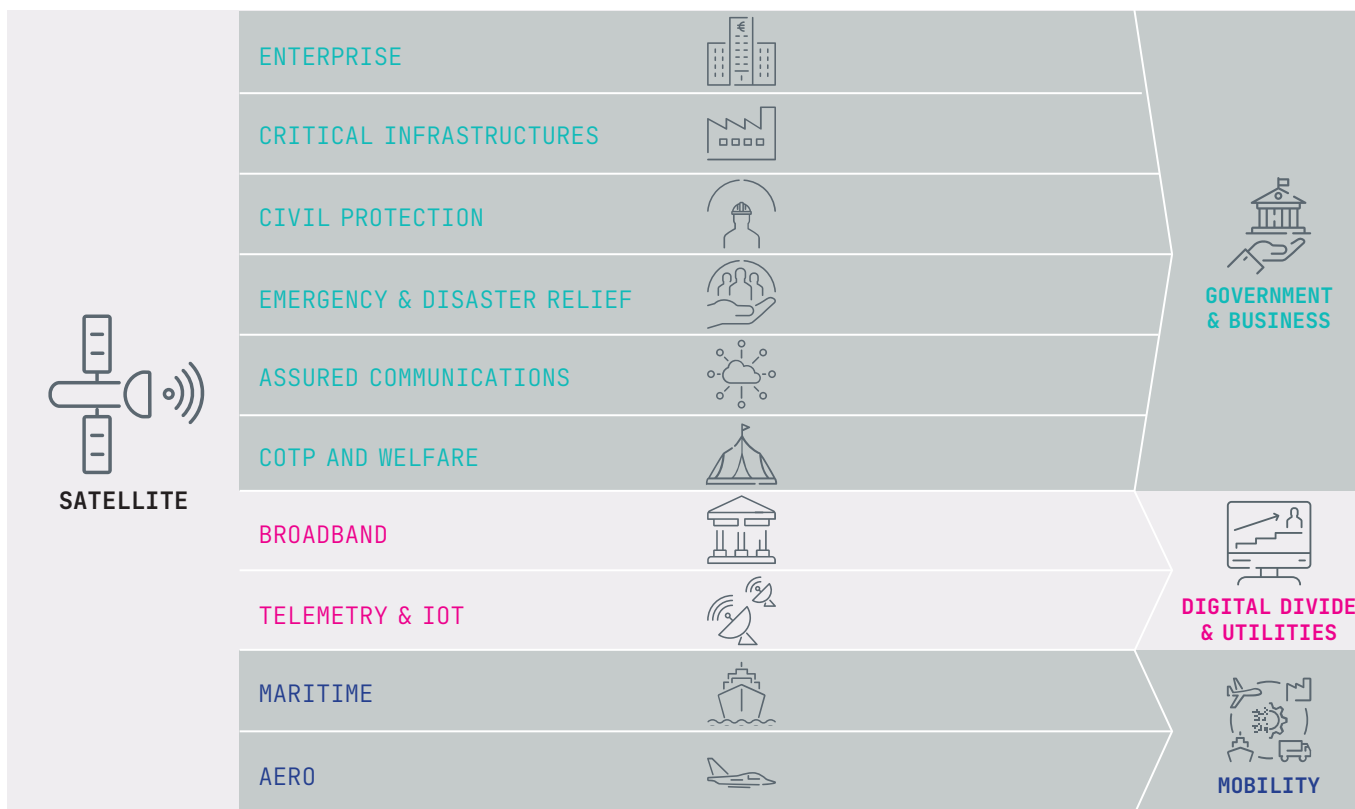 SATELLITE
ENTERPRISE
€
CRITICAL INFRASTRUCTURES
CIVIL PROTECTION
EMERGENCY & DISASTER RELIEF
ASSURED COMMUNICATIONS
COTP AND WELFARE
GOVERNMENT
& BUSINESS
BROADBAND
TELEMETRY & IOT
DIGITAL DIVIDE
& UTILITIES
MARITIME
AERO
MOBILITY